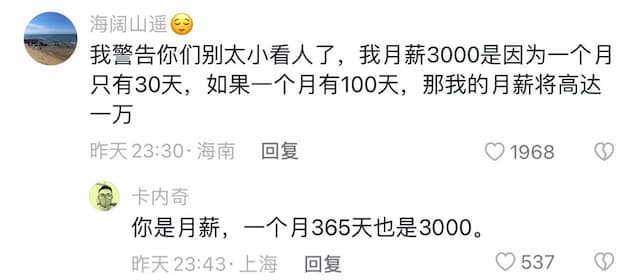 海阔山遥😌
我警告你们别太小看人了，我月薪3000是因为一个月
只有30天，如果一个月有100天，那我的月薪将高达
一万
昨天 23:30 · 海南 回复 1968
卡内奇
你是月薪，一个月365天也是3000。
昨天 23:43 · 上海 回复 537